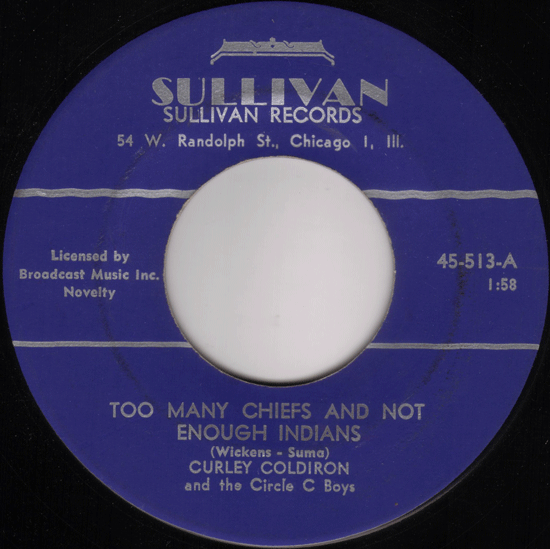 SULLIVAN
SULLIVAN RECORDS
54 W. Randolph St., Chicago 1, Ill.
Licensed by
Broadcast Music Inc.
Novelty
45-513-A
1:58
TOO MANY CHIEFS AND NOT
ENOUGH INDIANS
(Wickens - Suma)
CURLEY COLDIRON
and the Circle C Boys